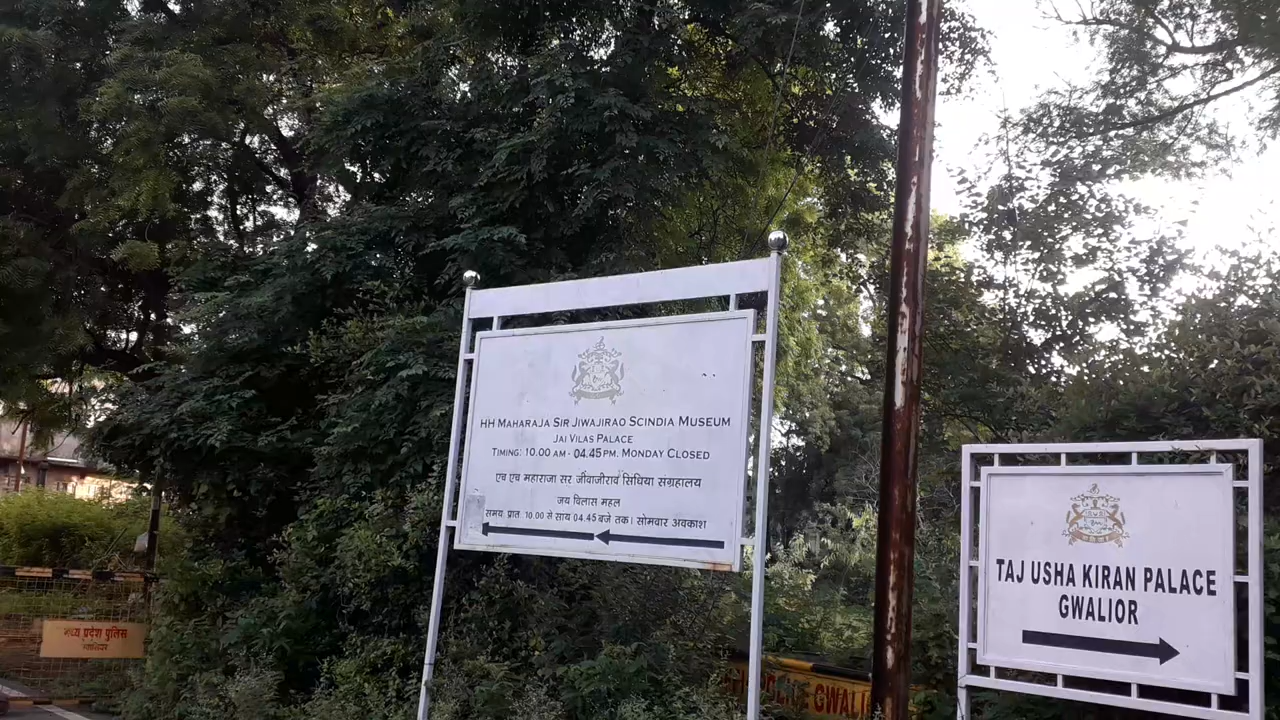 HH MAHARAJA SIR JIWAJIRAO SCINDIA MUSEUM
JAI VILAS PALACE
TIMING: 10.00 AM - 04.45 PM. MONDAY CLOSED
एच एच महाराजा सर जीवाजीराव सिंधिया संग्रहालय
जय विलास महल
समय: प्रातः 10.00 से सायं 04.45 बजे तक। सोमवार अवकाश
TAJ USHA KIRAN PALACE
GWALIOR
मध्य प्रदेश पुलिस
ग्वालियर